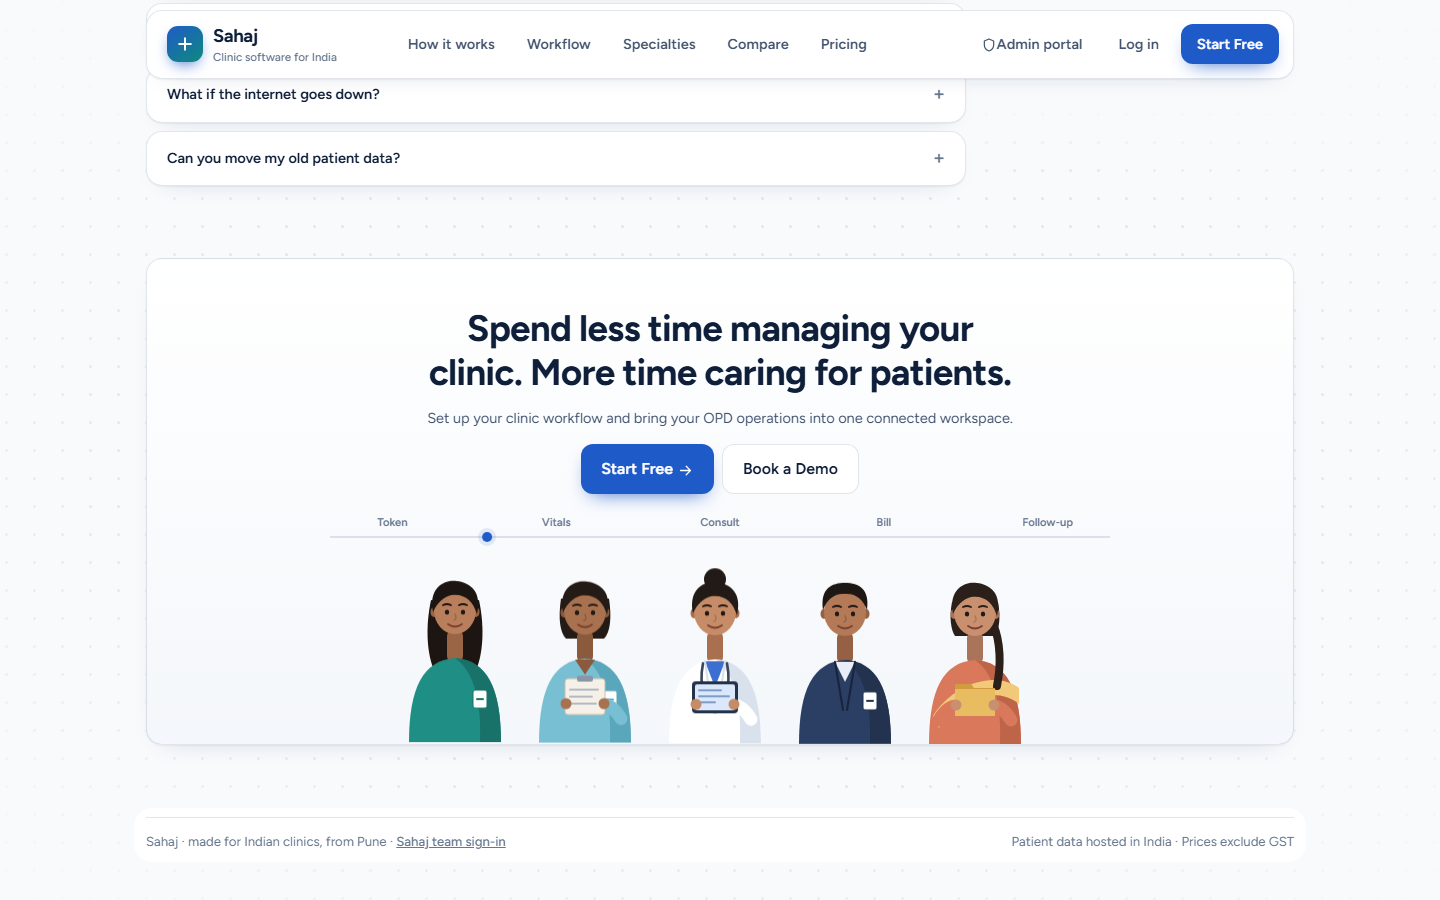 Sahaj
Clinic software for India
How it works
Workflow
Specialties
Compare
Pricing
Admin portal
Log in
Start Free
What if the internet goes down?
+
Can you move my old patient data?
+
Spend less time managing your
clinic. More time caring for patients.
Set up your clinic workflow and bring your OPD operations into one connected workspace.
Start Free →
Book a Demo
Token
Vitals
Consult
Bill
Follow-up
Sahaj · made for Indian clinics, from Pune · Sahaj team sign-in
Patient data hosted in India · Prices exclude GST